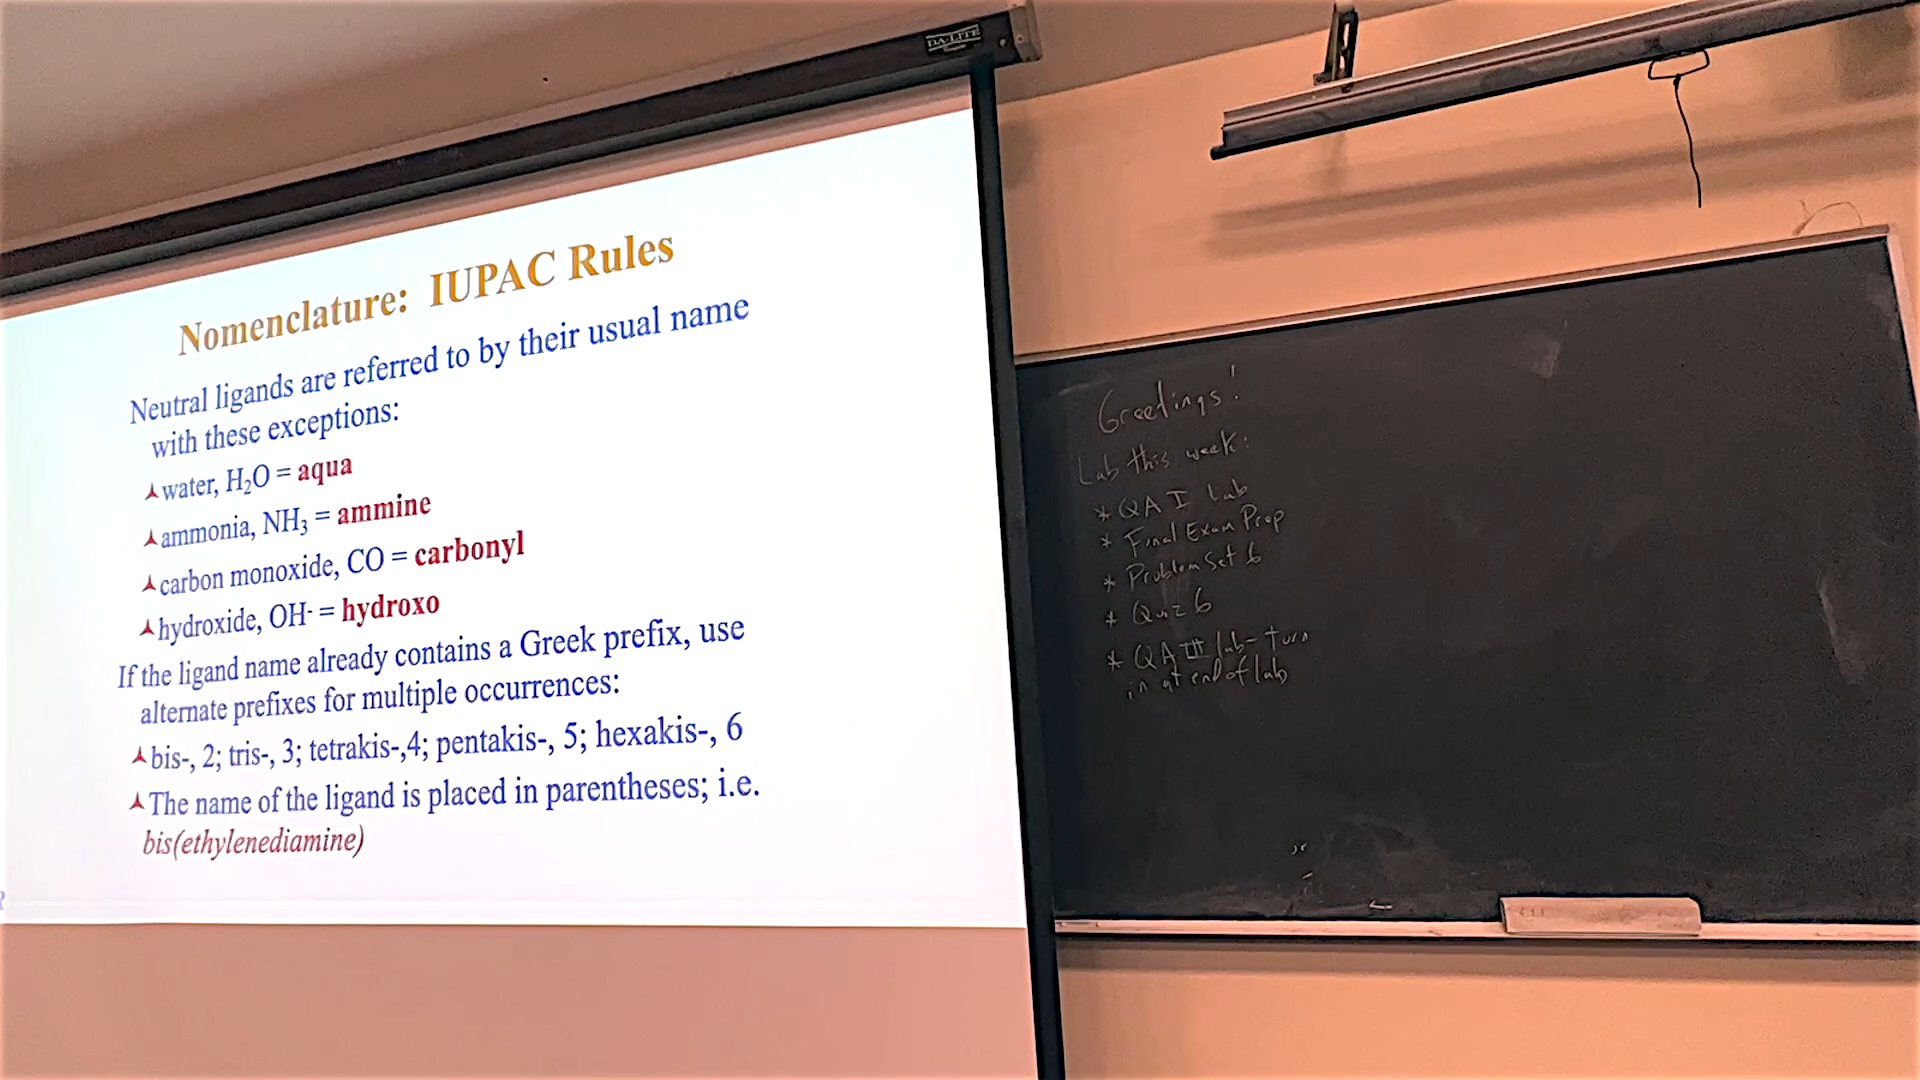 DA-LITE
Nomenclature: IUPAC Rules
Neutral ligands are referred to by their usual name
with these exceptions:
water, H₂O = aqua
ammonia, NH₃ = ammine
carbon monoxide, CO = carbonyl
hydroxide, OH⁻ = hydroxo
If the ligand name already contains a Greek prefix, use
alternate prefixes for multiple occurrences:
bis-, 2; tris-, 3; tetrakis-,4; pentakis-, 5; hexakis-, 6
The name of the ligand is placed in parentheses; i.e.
bis(ethylenediamine)
Greetings!
Lab this week:
* QA I Lab
* Final Exam Prep
* Problem Set 6
* Quiz 6
* QA III lab - turn
in at end of lab